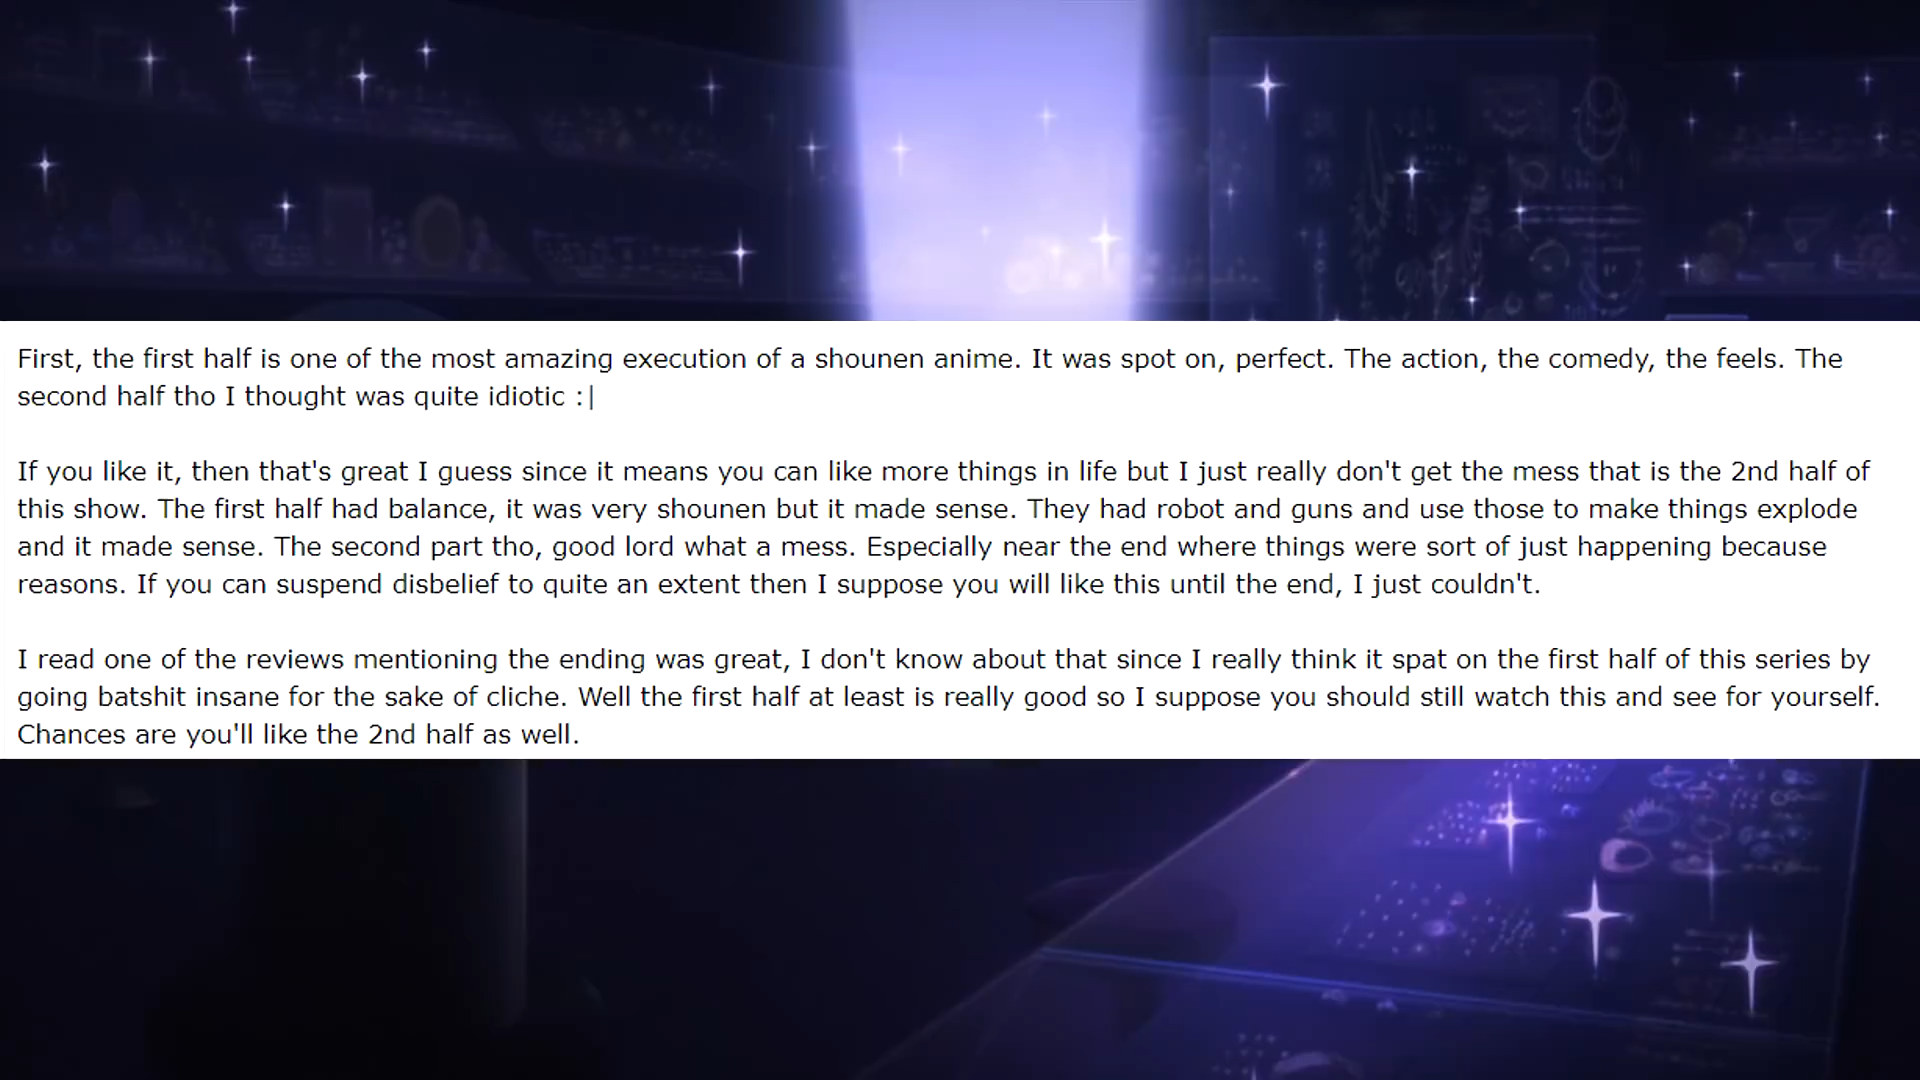 First, the first half is one of the most amazing execution of a shounen anime. It was spot on, perfect. The action, the comedy, the feels. The
second half tho I thought was quite idiotic :|
If you like it, then that's great I guess since it means you can like more things in life but I just really don't get the mess that is the 2nd half of
this show. The first half had balance, it was very shounen but it made sense. They had robot and guns and use those to make things explode
and it made sense. The second part tho, good lord what a mess. Especially near the end where things were sort of just happening because
reasons. If you can suspend disbelief to quite an extent then I suppose you will like this until the end, I just couldn't.
I read one of the reviews mentioning the ending was great, I don't know about that since I really think it spat on the first half of this series by
going batshit insane for the sake of cliche. Well the first half at least is really good so I suppose you should still watch this and see for yourself.
Chances are you'll like the 2nd half as well.